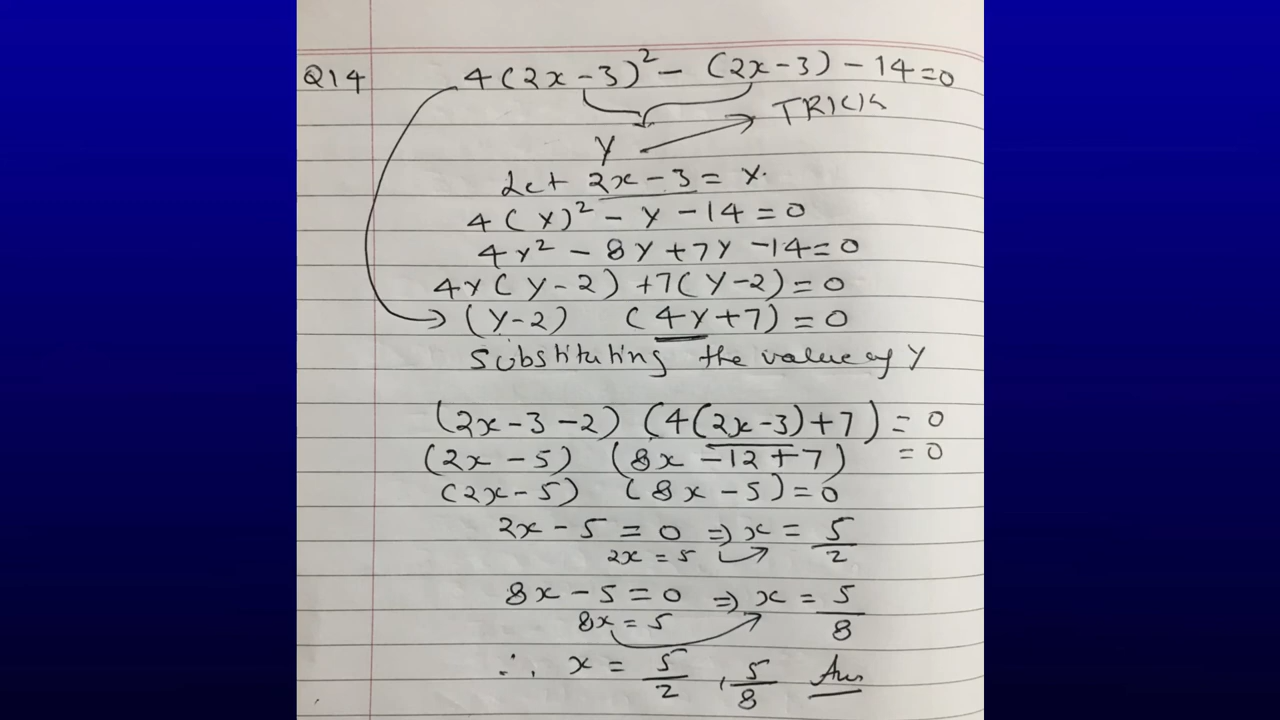 Q14 4(2x-3)² - (2x-3) - 14=0
Y TRICK
Let 2x-3 = Y.
4(Y)² - Y - 14 = 0
4Y² - 8Y + 7Y - 14 = 0
4Y(Y-2) + 7(Y-2) = 0
(Y-2) (4Y+7) = 0
Substituting the value of Y
(2x-3-2) (4(2x-3)+7) = 0
(2x-5) (8x-12+7) = 0
(2x-5) (8x-5) = 0
2x-5 = 0 ⇒ x = 5/2
2x = 5
8x-5=0 ⇒ x = 5/8
8x = 5
∴ x = 5/2, 5/8 Ans